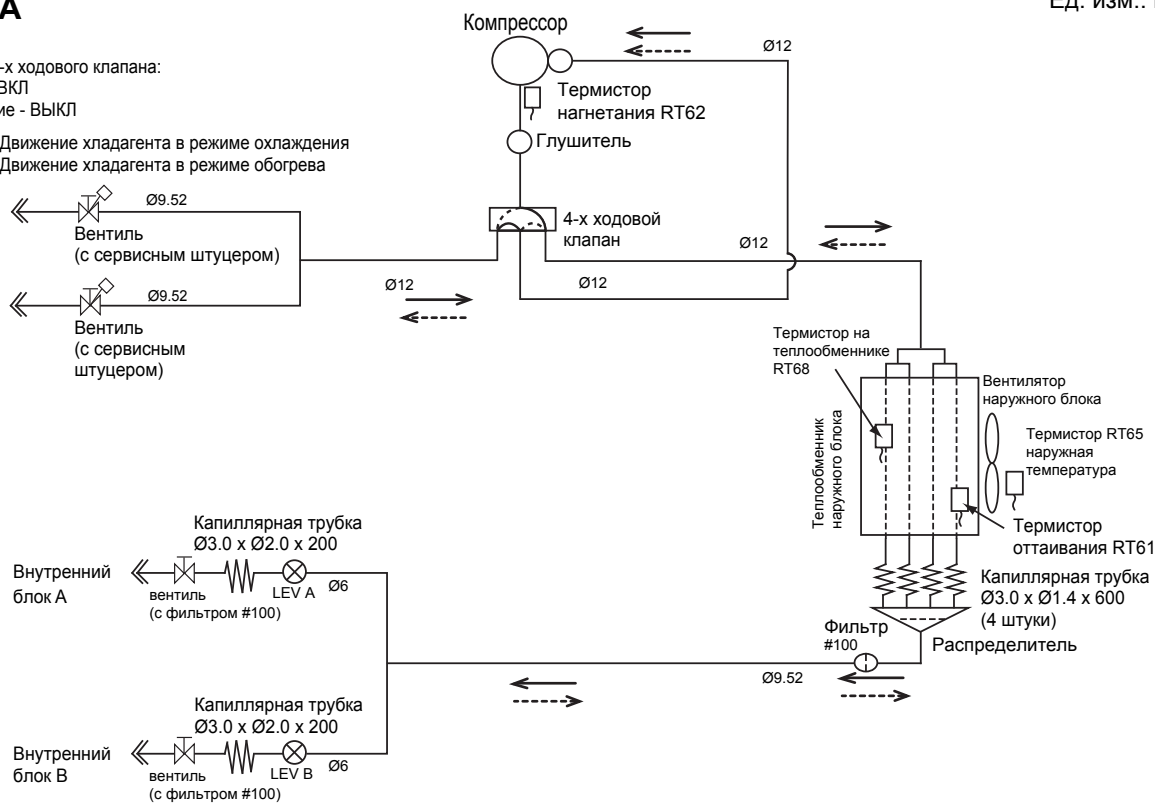 А
Ед. изм.:
Компрессор
Ø12
-х ходового клапана:
ВКЛ
ие - ВЫКЛ
Термистор
нагнетания RT62
Движение хладагента в режиме охлаждения
Глушитель
Движение хладагента в режиме обогрева
Ø9.52
Вентиль
(с сервисным штуцером)
4-х ходовой
клапан
Ø12
Ø12
Ø12
Ø9.52
Вентиль
(с сервисным
штуцером)
Термистор на
теплообменнике
RT68
Вентилятор
наружного блока
Теплообменник
наружного блока
Термистор RT65
наружная
температура
Термистор
оттаивания RT61
Капиллярная трубка
Ø3.0 x Ø2.0 x 200
Внутренний
блок А
вентиль
(с фильтром #100)
LEV A
Ø6
Капиллярная трубка
Ø3.0 x Ø1.4 x 600
(4 штуки)
Фильтр
#100
Распределитель
Ø9.52
Капиллярная трубка
Ø3.0 x Ø2.0 x 200
Внутренний
блок В
вентиль
(с фильтром #100)
LEV B
Ø6